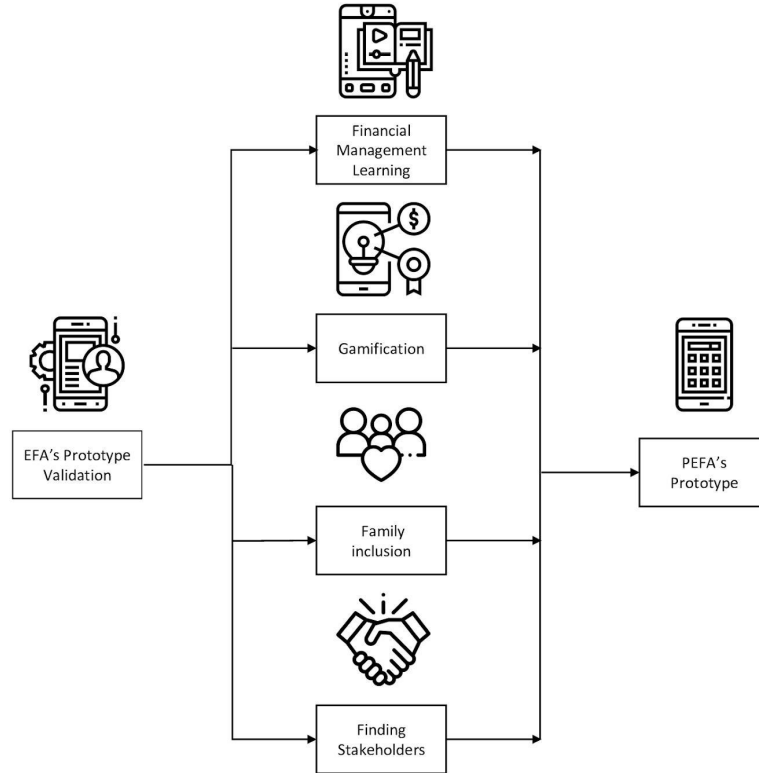 Financial
Management
Learning
$
Gamification
EFA's Prototype
Validation
PEFA's
Prototype
Family
inclusion
Finding
Stakeholders